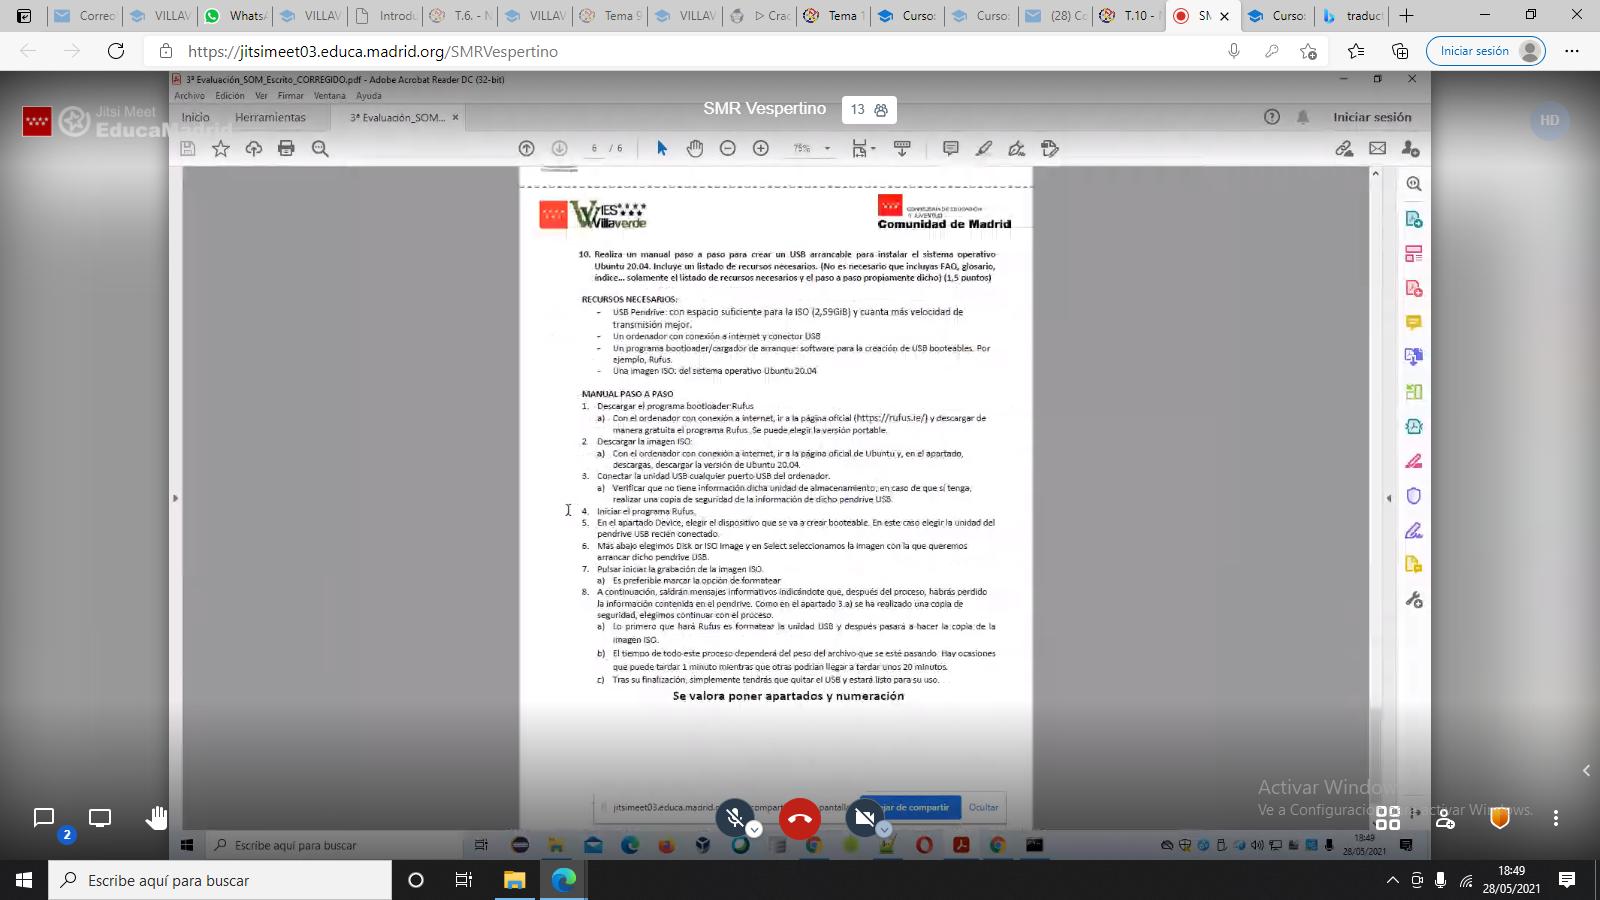 Correo
VILLAV
WhatsA
VILLAV
Introdu
T.6. - N
VILLAV
Tema 9
VILLAV
Crac
Tema 1
Curso:
Curso:
(28) Co
T.10 - N
SM
Curso:
traduct
https://jitsimeet03.educa.madrid.org/SMRVespertino
Iniciar sesión
3ª Evaluación_SOM_Escrito_CORREGIDO.pdf - Adobe Acrobat Reader DC (32-bit)
Archivo Edición Ver Firmar Ventana Ayuda
Jitsi Meet
EducaMadrid
SMR Vespertino
13
HD
Inicio Herramientas 3ª Evaluación_SOM... Iniciar sesión
6 / 6 75%
IES
Villaverde
CONSEJERÍA DE EDUCACIÓN
Y JUVENTUD
Comunidad de Madrid
10. Realiza un manual paso a paso para crear un USB arrancable para instalar el sistema operativo
Ubuntu 20.04. Incluye un listado de recursos necesarios. (No es necesario que incluyas FAQ, glosario,
índice... solamente el listado de recursos necesarios y el paso a paso propiamente dicho) (1,5 puntos)
RECURSOS NECESARIOS:
- USB Pendrive: con espacio suficiente para la ISO (2,59GiB) y cuanta más velocidad de
transmisión mejor.
- Un ordenador con conexión a internet y conector USB
- Un programa bootloader/cargador de arranque: software para la creación de USB booteables. Por
ejemplo, Rufus.
- Una imagen ISO: del sistema operativo Ubuntu 20.04
MANUAL PASO A PASO
1. Descargar el programa bootloader Rufus
a) Con el ordenador con conexión a internet, ir a la página oficial (https://rufus.ie/) y descargar de
manera gratuita el programa Rufus. Se puede elegir la versión portable.
2. Descargar la imagen ISO:
a) Con el ordenador con conexión a internet, ir a la página oficial de Ubuntu y, en el apartado,
descargas, descargar la versión de Ubuntu 20.04.
3. Conectar la unidad USB cualquier puerto USB del ordenador.
a) Verificar que no tiene información dicha unidad de almacenamiento, en caso de que sí tenga,
realizar una copia de seguridad de la información de dicho pendrive USB.
4. Iniciar el programa Rufus.
5. En el apartado Device, elegir el dispositivo que se va a crear booteable. En este caso elegir la unidad del
pendrive USB recién conectado.
6. Más abajo elegimos Disk or ISO Image y en Select seleccionamos la imagen con la que queremos
arrancar dicho pendrive USB.
7. Pulsar iniciar la grabación de la imagen ISO.
a) Es preferible marcar la opción de formatear
8. A continuación, saldrán mensajes informativos indicándote que, después del proceso, habrás perdido
la información contenida en el pendrive. Como en el apartado 3.a) se ha realizado una copia de
seguridad, elegimos continuar con el proceso.
a) Lo primero que hará Rufus es formatear la unidad USB y después pasará a hacer la copia de la
imagen ISO.
b) El tiempo de todo este proceso dependerá del peso del archivo que se esté pasando. Hay ocasiones
que puede tardar 1 minuto mientras que otras podrían llegar a tardar unos 20 minutos.
c) Tras su finalización, simplemente tendrás que quitar el USB y estará listo para su uso.
Se valora poner apartados y numeración
Activar Windows
Ve a Configuración activar Windows.
jitsimeet03.educa.madrid. compart pantalla jar de compartir Ocultar
2
Escribe aquí para buscar
18:49
28/05/2021
Escribe aquí para buscar
18:49
28/05/2021